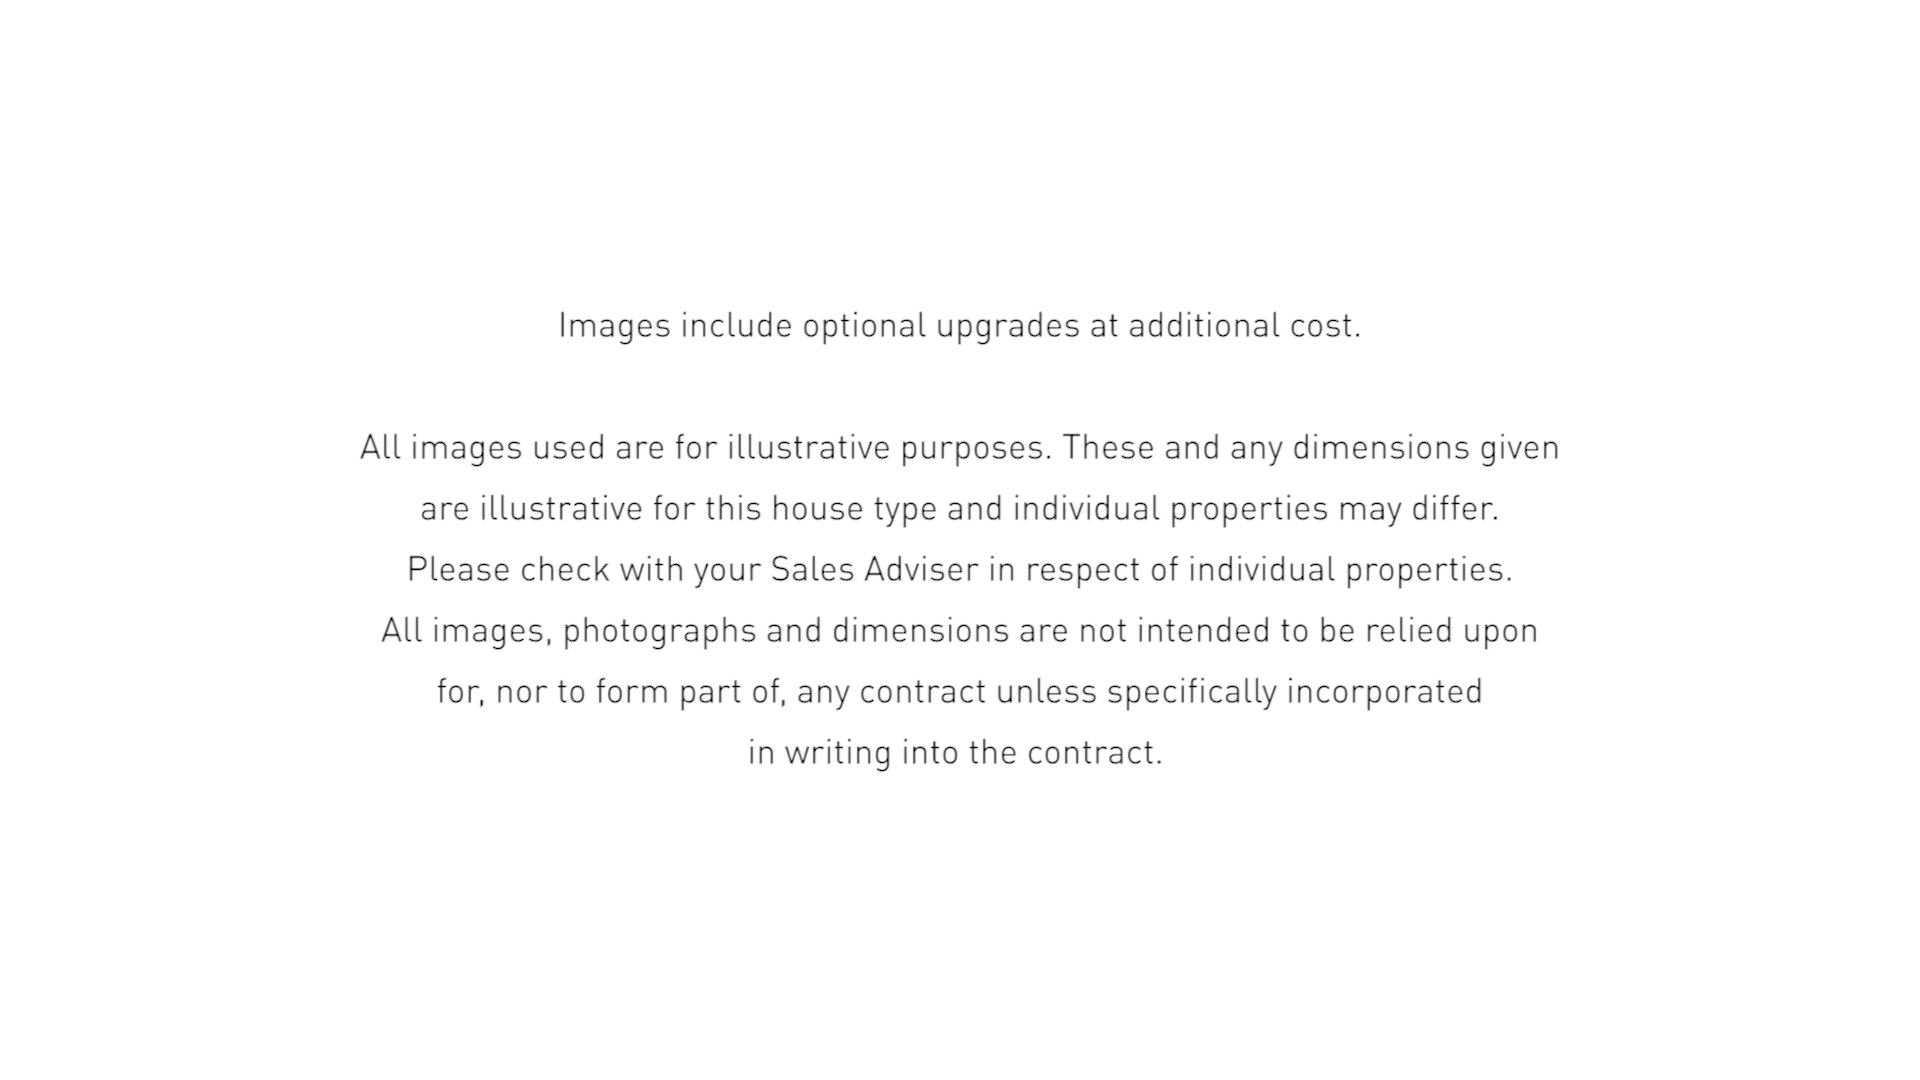 Images include optional upgrades at additional cost.
All images used are for illustrative purposes. These and any dimensions given
are illustrative for this house type and individual properties may differ.
Please check with your Sales Adviser in respect of individual properties.
All images, photographs and dimensions are not intended to be relied upon
for, nor to form part of, any contract unless specifically incorporated
in writing into the contract.